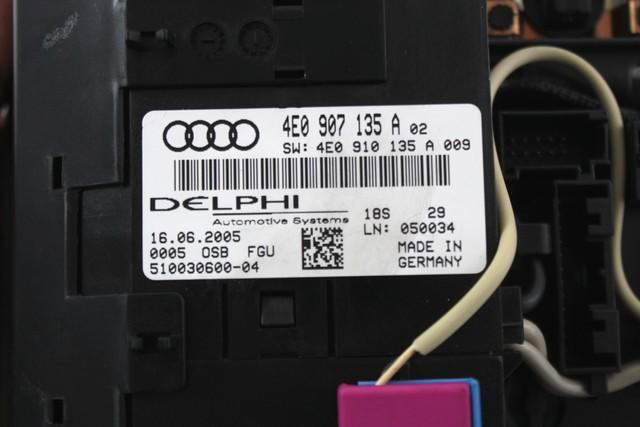 4E0 907 135 A 02
SW: 4E0 910 135 A 009
DELPHI
Automotive Systems
18S 29
LN: 050034
16.06.2005
0005 OSB FGU
510030600-04
MADE IN
GERMANY